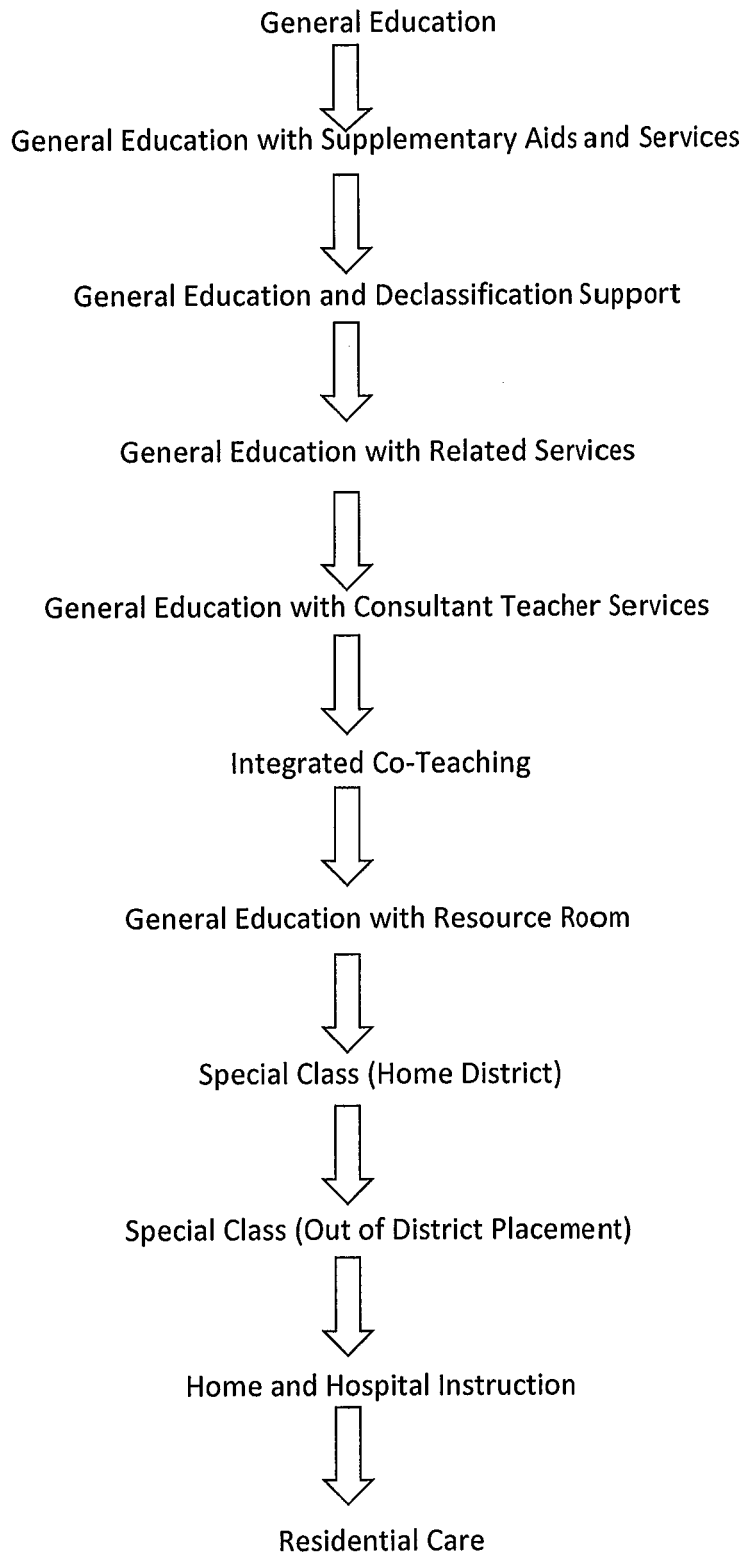 General Education
General Education with Supplementary Aids and Services
General Education and Declassification Support
General Education with Related Services
General Education with Consultant Teacher Services
Integrated Co-Teaching
General Education with Resource Room
Special Class (Home District)
Special Class (Out of District Placement)
Home and Hospital Instruction
Residential Care